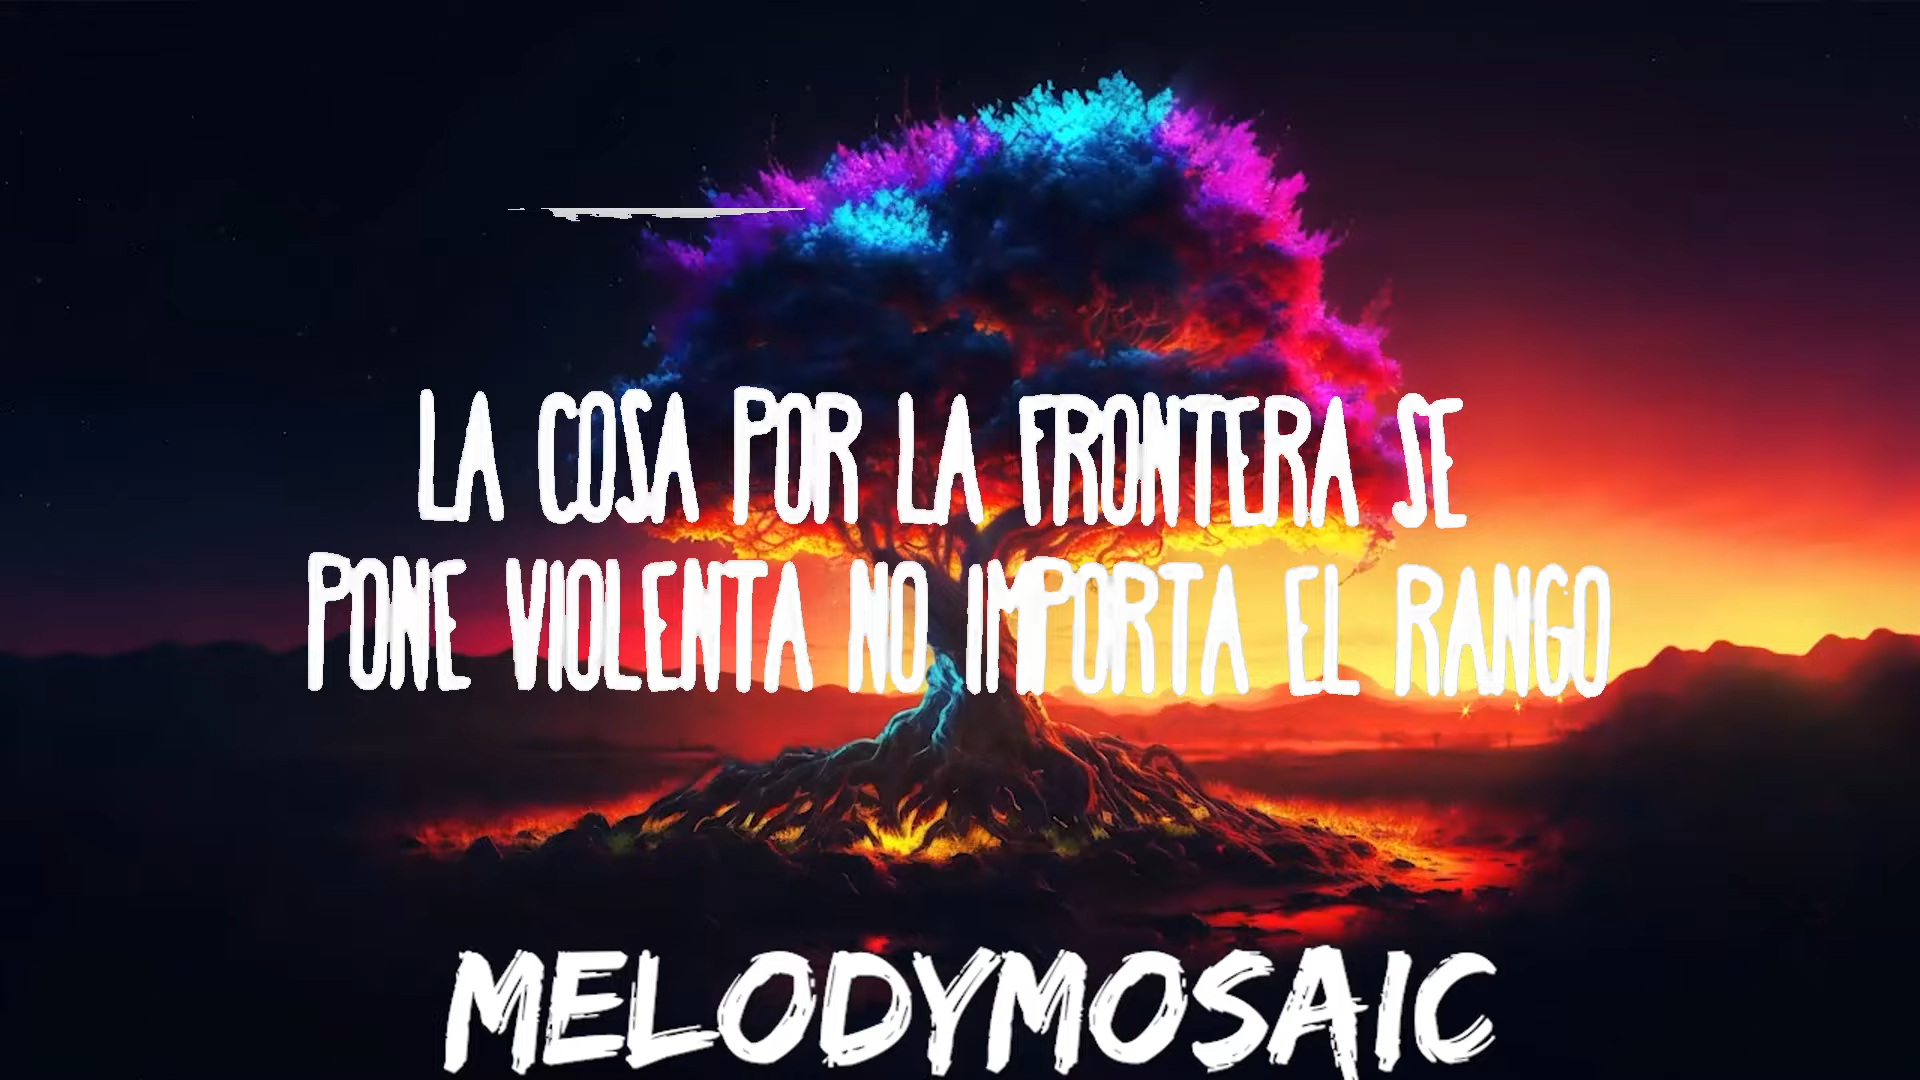 LA COSA POR LA FRONTERA SE
PONE VIOLENTA NO IMPORTA EL RANGO
MELODYMOSAIC